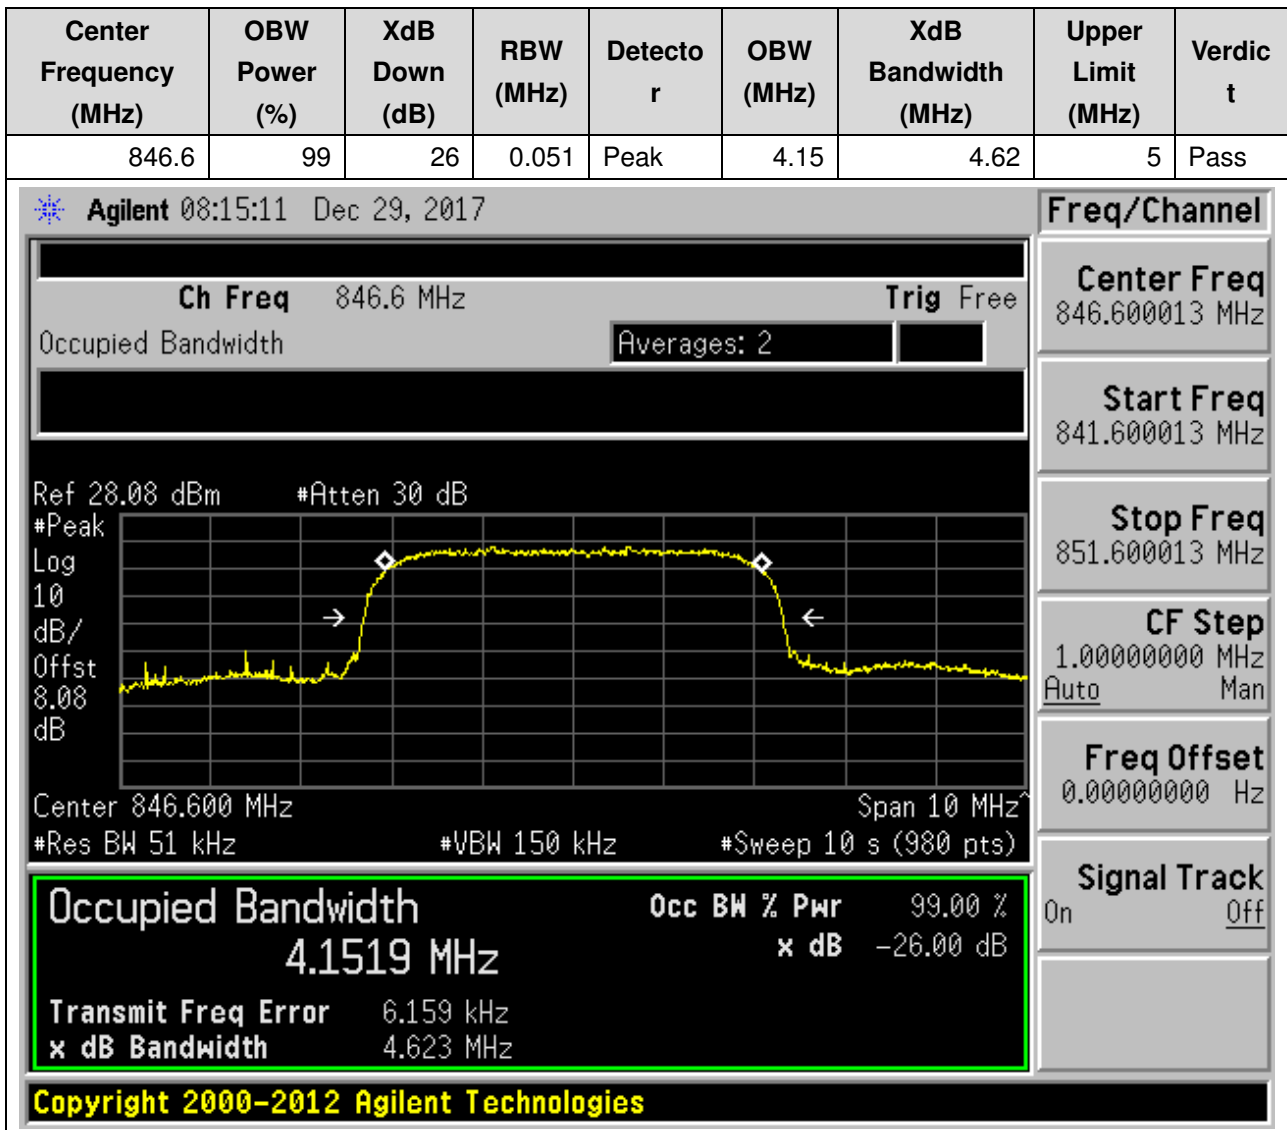 Center Frequency (MHz) OBW Power (%) XdB Down (dB) RBW (MHz) Detecto r OBW (MHz) XdB Bandwidth (MHz) Upper Limit (MHz) Verdic t
846.6 99 26 0.051 Peak 4.15 4.62 5 Pass
Agilent 08:15:11 Dec 29, 2017
Ch Freq 846.6 MHz Trig Free
Occupied Bandwidth Averages: 2
Ref 28.08 dBm #Atten 30 dB
#Peak
Log
10
dB/
Offst
8.08
dB
Center 846.600 MHz Span 10 MHz^
#Res BW 51 kHz #VBW 150 kHz #Sweep 10 s (980 pts)
Occupied Bandwidth Occ BW % Pwr 99.00 %
4.1519 MHz x dB -26.00 dB
Transmit Freq Error 6.159 kHz
x dB Bandwidth 4.623 MHz
Copyright 2000-2012 Agilent Technologies
Freq/Channel
Center Freq
846.600013 MHz
Start Freq
841.600013 MHz
Stop Freq
851.600013 MHz
CF Step
1.00000000 MHz
Auto Man
Freq Offset
0.00000000 Hz
Signal Track
On Off